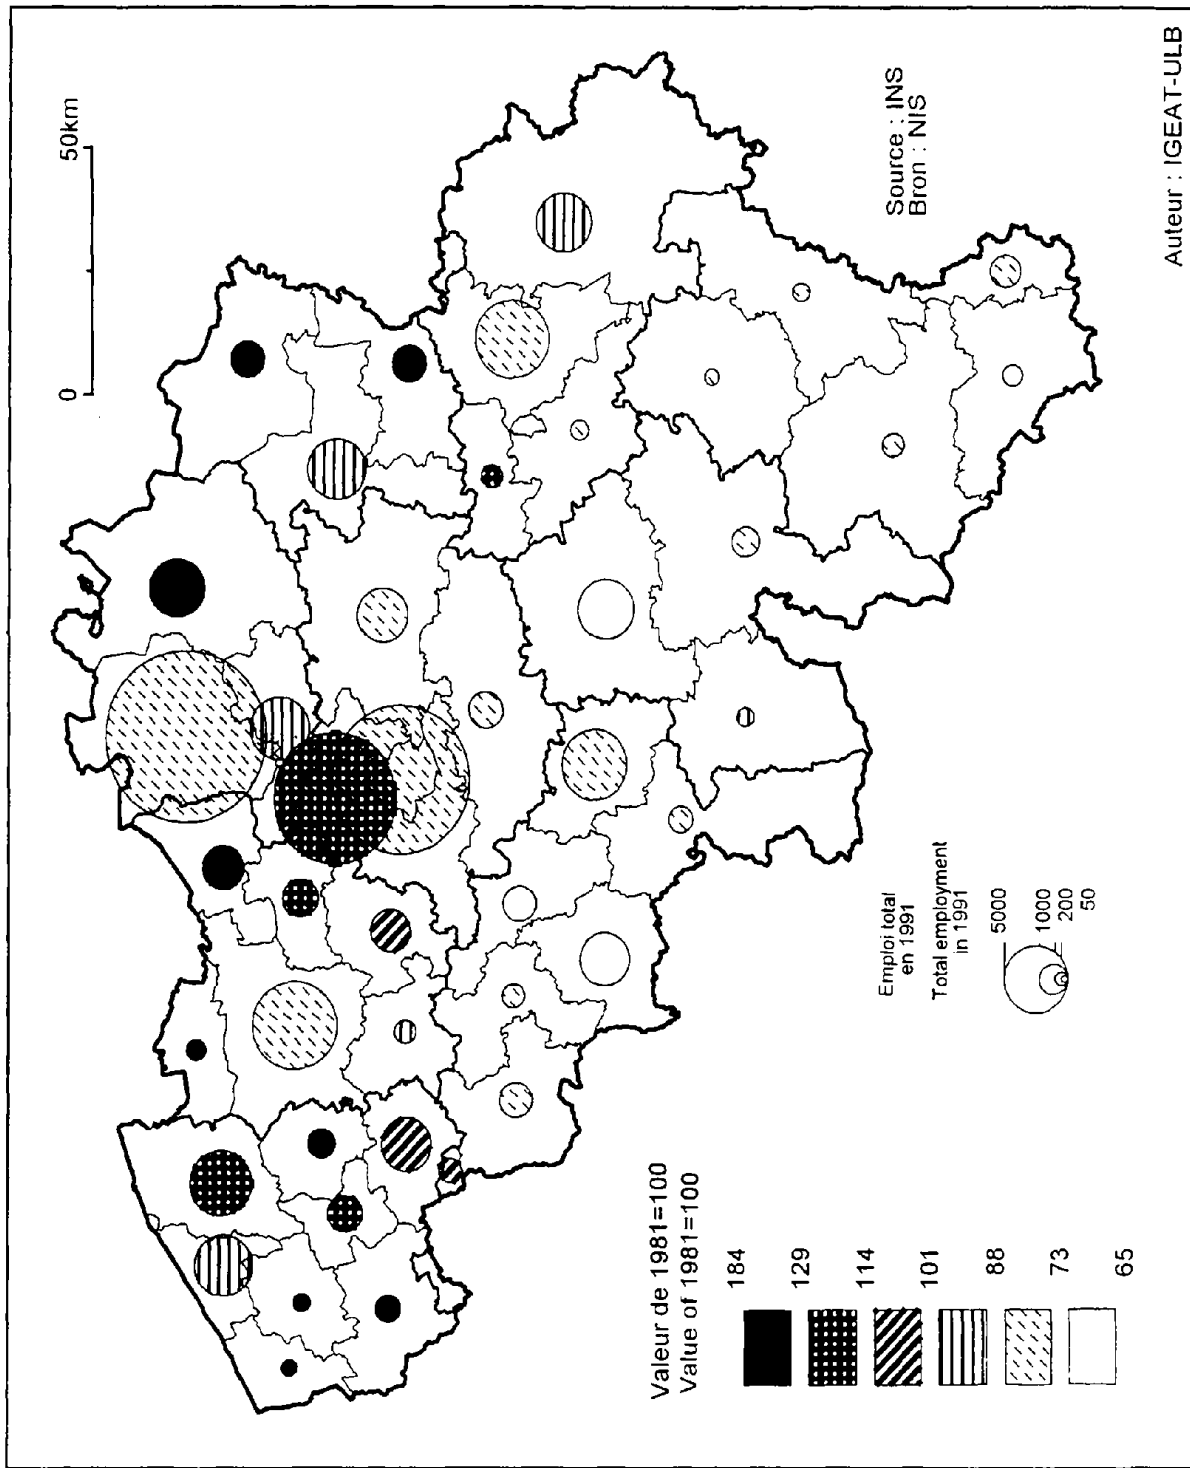 0
50km
Source : INS
Bron : NIS
Valeur de 1981=100
Value of 1981=100
184
129
114
101
88
73
65
Emploi total
en 1991
Total employment
in 1991
5000
1000
200
50
Auteur : IGEAT-ULB